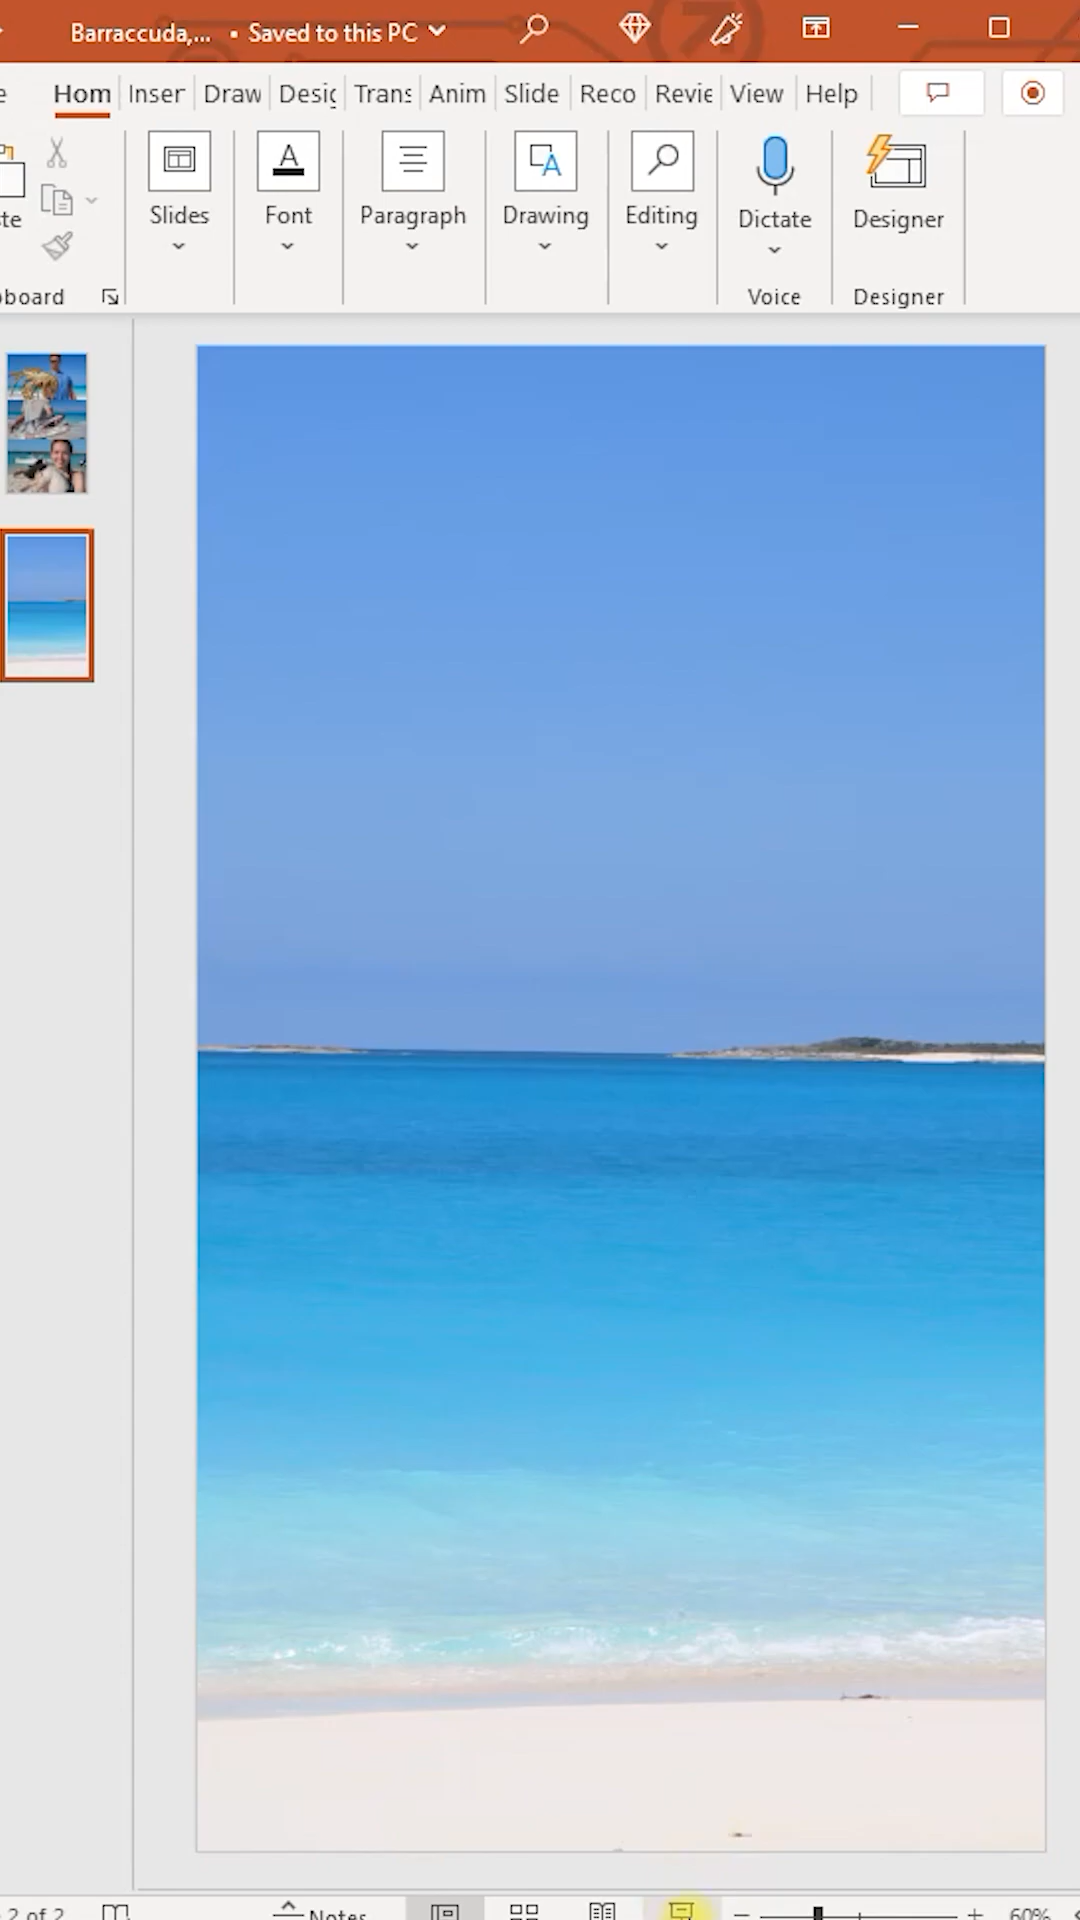 Barraccuda,... • Saved to this PC
Hom Inser Draw Desig Trans Anim Slide Reco Revie View Help
Slides Font Paragraph Drawing Editing Dictate Designer
board Voice Designer
2 of 2 Notes 60%